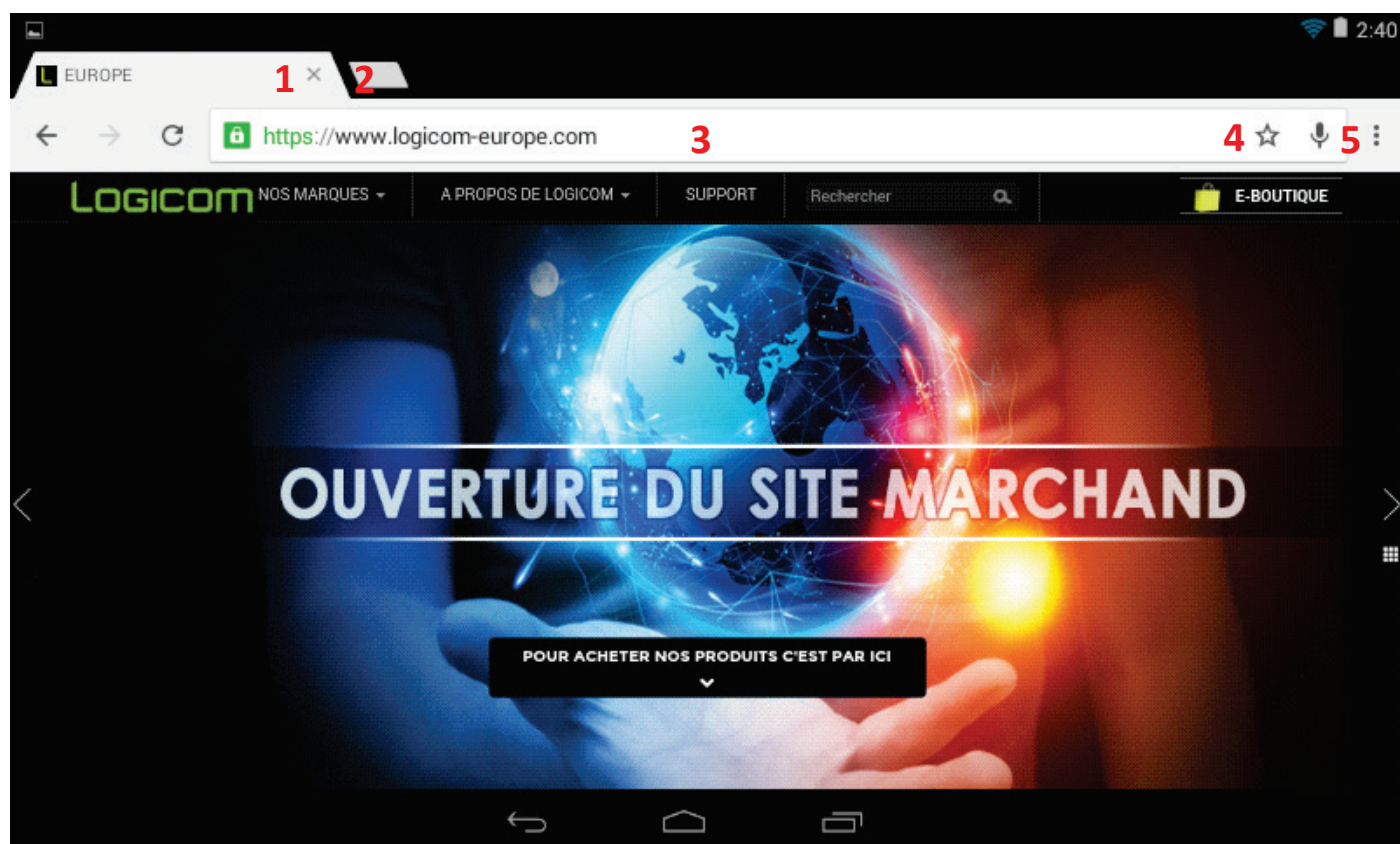 2:40
EUROPE 1 2
https://www.logicom-europe.com 3 4 5
LOGICOM NOS MARQUES A PROPOS DE LOGICOM SUPPORT Rechercher E-BOUTIQUE
OUVERTURE DU SITE MARCHAND
POUR ACHETER NOS PRODUITS C'EST PAR ICI